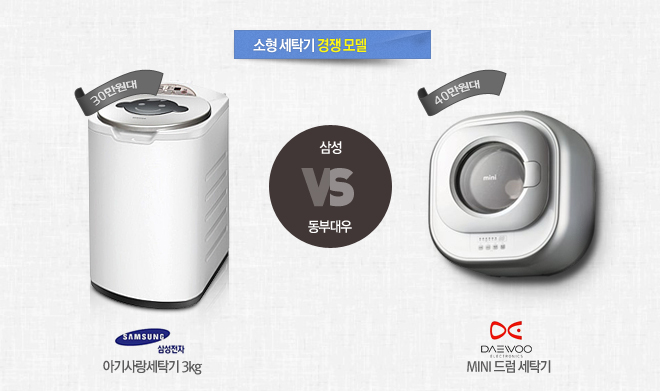 소형 세탁기 경쟁 모델
30만원대
40만원대
삼성
VS
동부대우
mini
SAMSUNG
삼성전자
아기사랑세탁기 3kg
DAEWOO
ELECTRONICS
MINI 드럼 세탁기